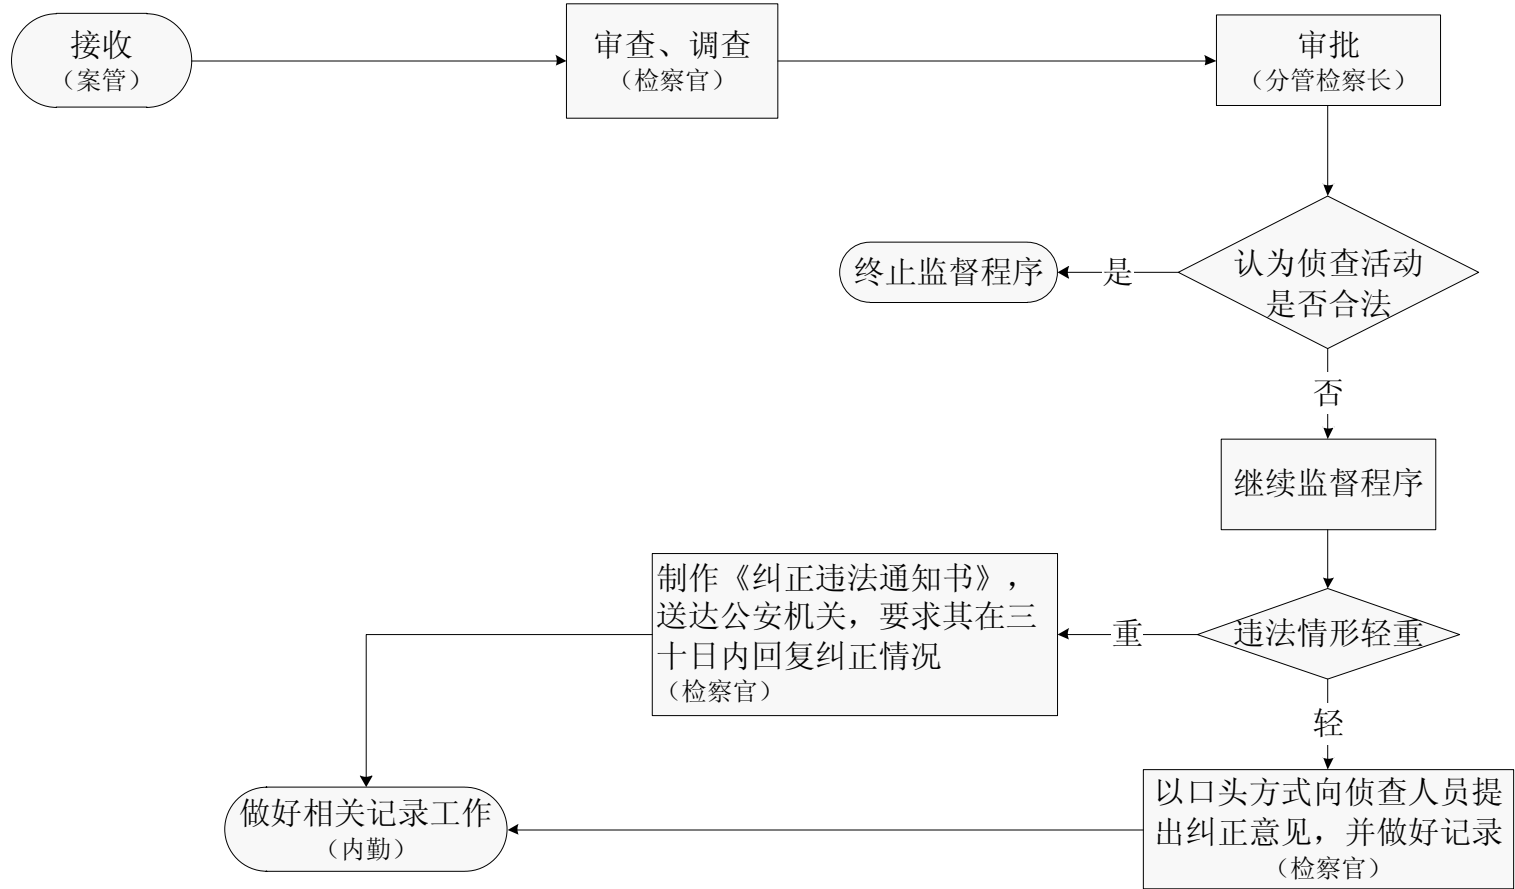 接收
（案管）
审查、调查
（检察官）
审批
（分管检察长）
认为侦查活动
是否合法
是
终止监督程序
否
继续监督程序
违法情形轻重
重
制作《纠正违法通知书》，
送达公安机关，要求其在三
十日内回复纠正情况
（检察官）
轻
以口头方式向侦查人员提
出纠正意见，并做好记录
（检察官）
做好相关记录工作
（内勤）